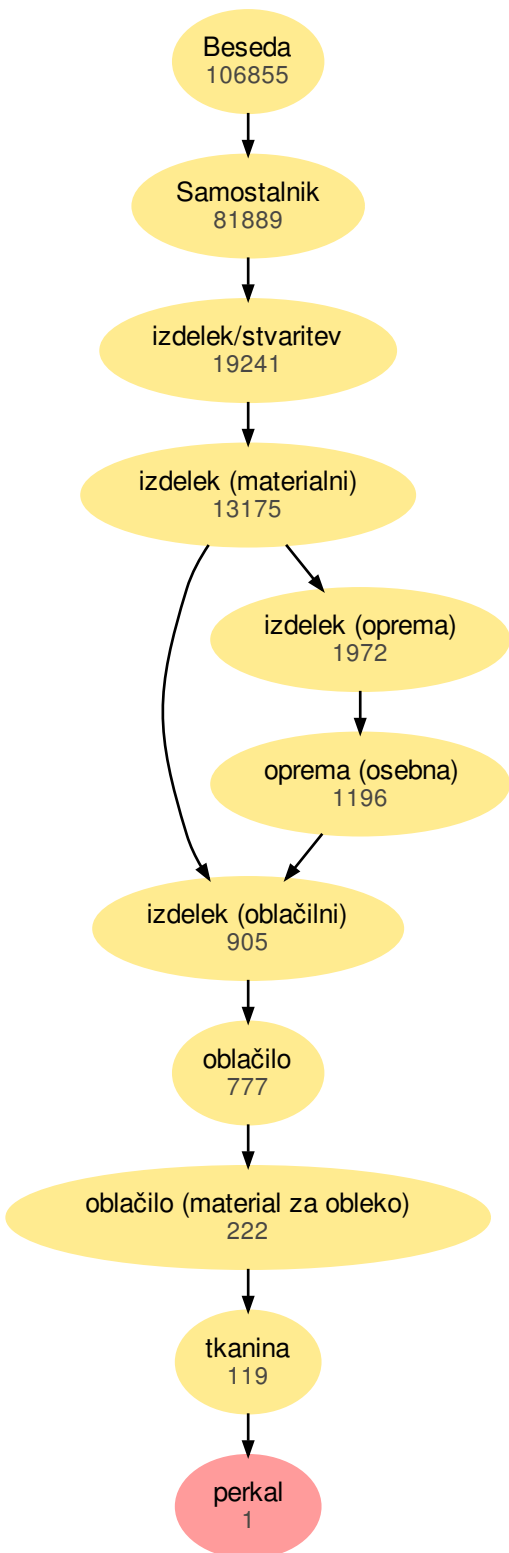 Beseda
106855
Samostalnik
81889
izdelek/stvaritev
19241
izdelek (materialni)
13175
izdelek (oprema)
1972
oprema (osebna)
1196
izdelek (oblačilni)
905
oblačilo
777
oblačilo (material za obleko)
222
tkanina
119
perkal
1